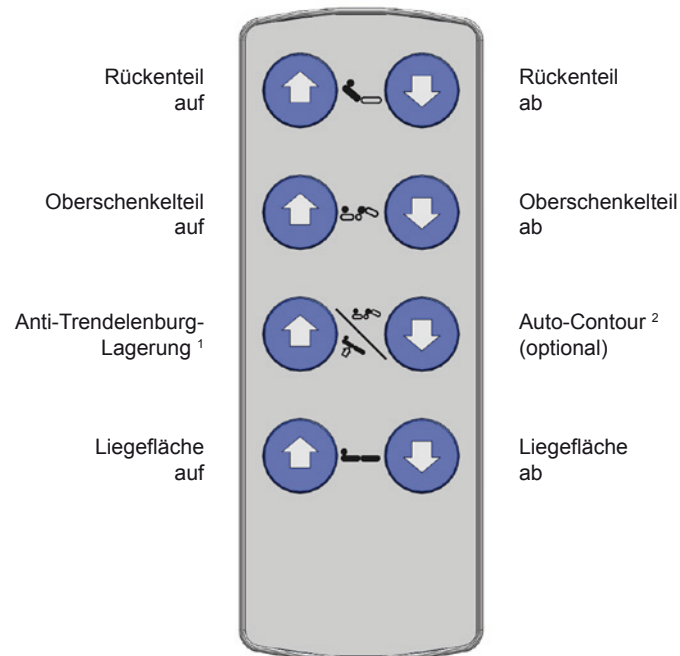 Rückenteil
auf
Rückenteil
ab
Oberschenkelteil
auf
Oberschenkelteil
ab
Anti-Trendelenburg-
Lagerung ¹
Auto-Contour ²
(optional)
Liegefläche
auf
Liegefläche
ab